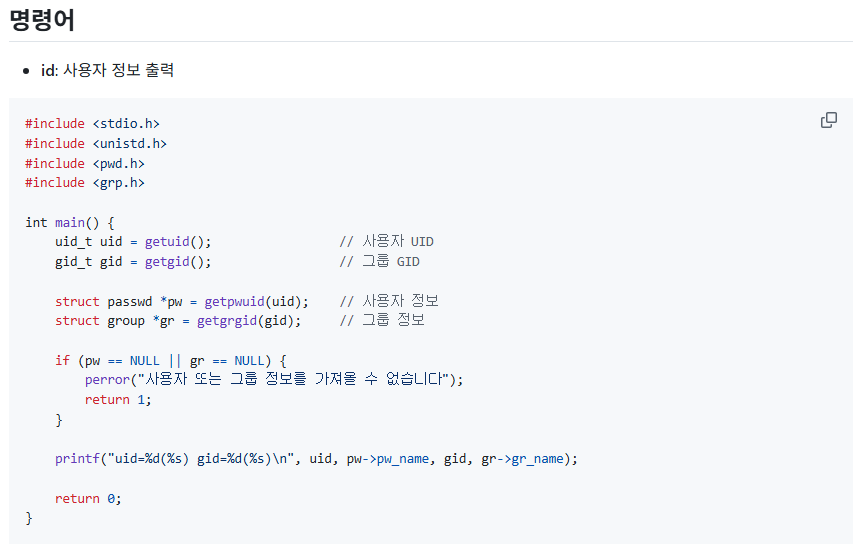 명령어
• id: 사용자 정보 출력
#include <stdio.h>
#include <unistd.h>
#include <pwd.h>
#include <grp.h>

int main() {
    uid_t uid = getuid();                 // 사용자 UID
    gid_t gid = getgid();                 // 그룹 GID

    struct passwd *pw = getpwuid(uid);    // 사용자 정보
    struct group *gr = getgrgid(gid);     // 그룹 정보

    if (pw == NULL || gr == NULL) {
        perror("사용자 또는 그룹 정보를 가져올 수 없습니다");
        return 1;
    }

    printf("uid=%d(%s) gid=%d(%s)\n", uid, pw->pw_name, gid, gr->gr_name);

    return 0;
}